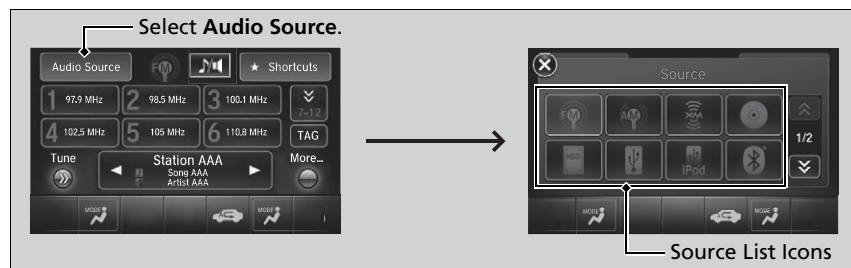 Select Audio Source.
Audio Source FM ★ Shortcuts
1 97.9 MHz 2 98.5 MHz 3 100.1 MHz 7-12
4 102.5 MHz 5 105 MHz 6 110.8 MHz TAG
Tune Station AAA More...
Song AAA
Artist AAA
MODE MODE
Source
FM AM XM
1/2
HDD iPod
MODE MODE
Source List Icons